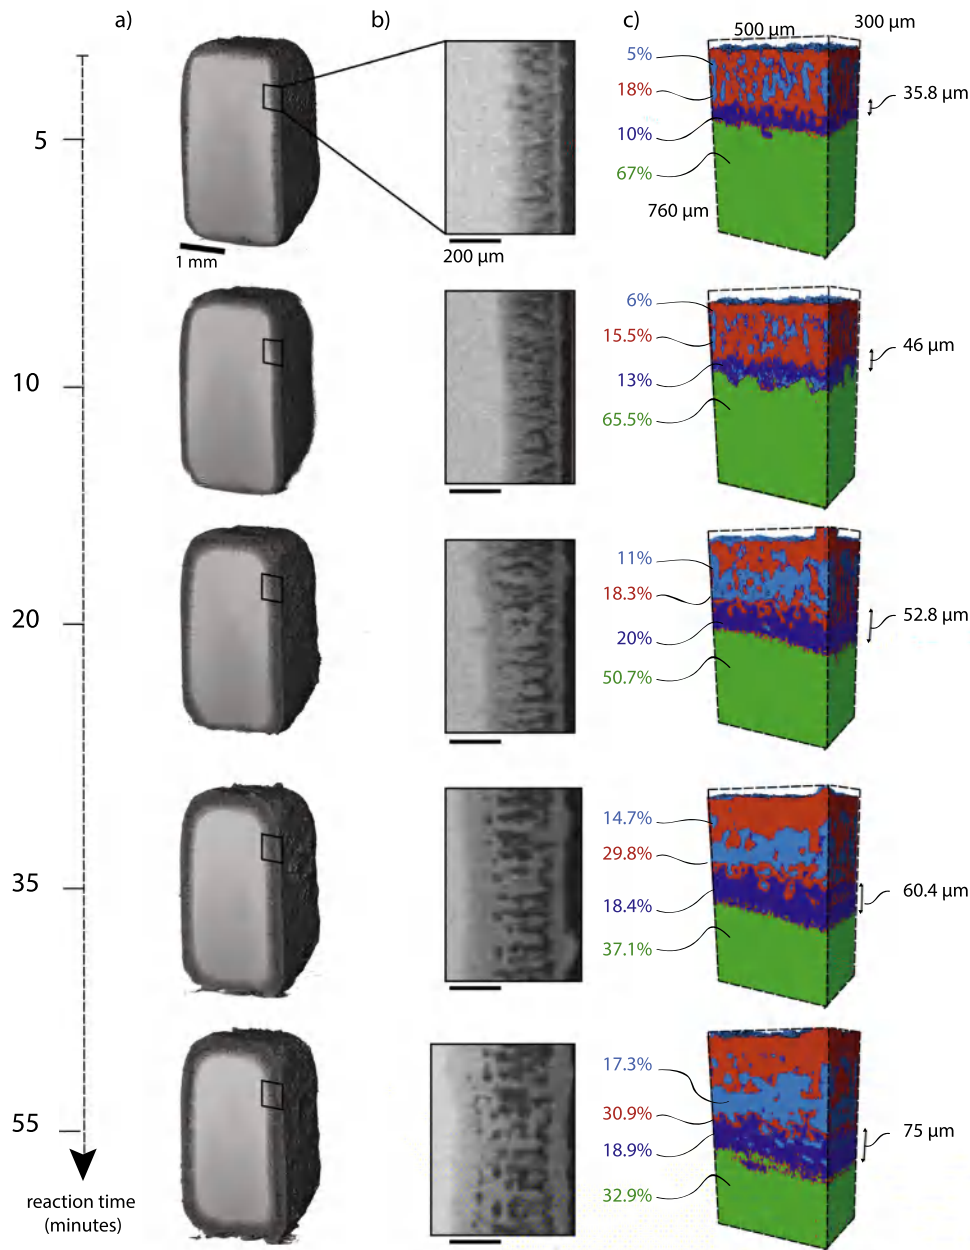 a)
b)
c)
500 µm
300 µm
5%
18%
10%
67%
35.8 µm
760 µm
5
1 mm
200 µm
6%
15.5%
13%
65.5%
46 µm
10
11%
18.3%
20%
50.7%
52.8 µm
20
14.7%
29.8%
18.4%
37.1%
60.4 µm
35
17.3%
30.9%
18.9%
32.9%
75 µm
55
reaction time
(minutes)